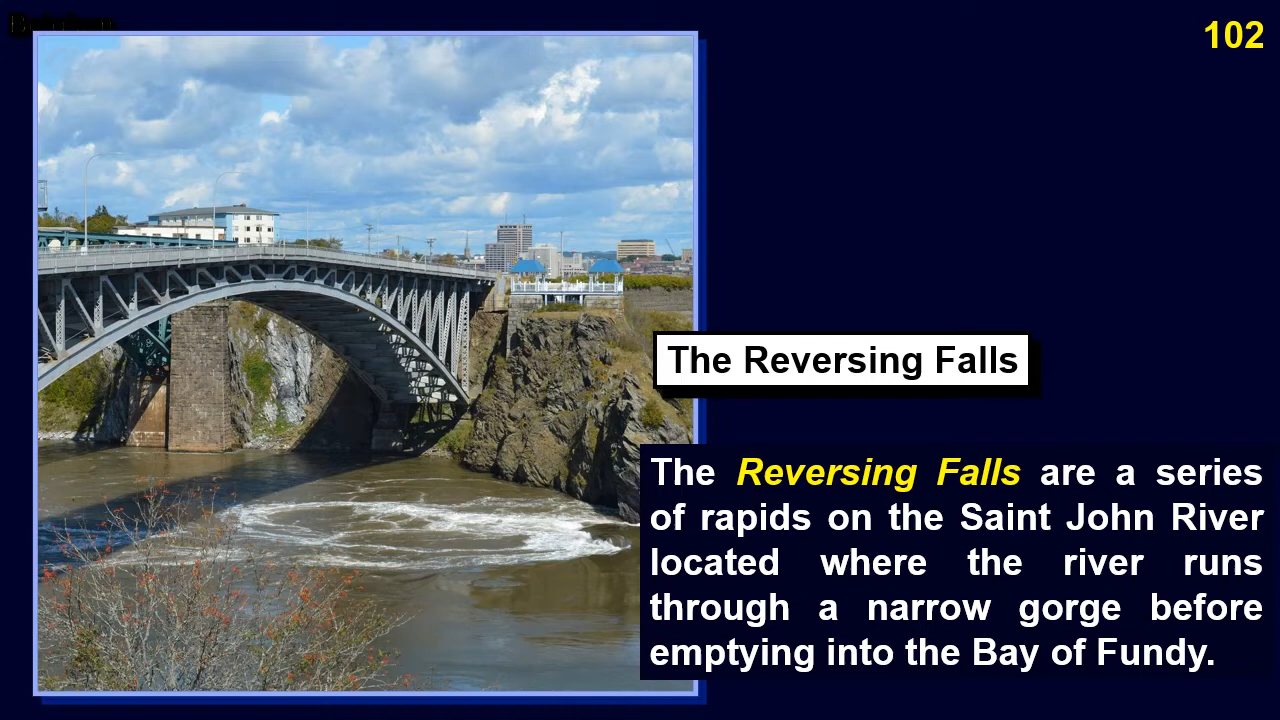 102
The Reversing Falls
The Reversing Falls are a series
of rapids on the Saint John River
located where the river runs
through a narrow gorge before
emptying into the Bay of Fundy.